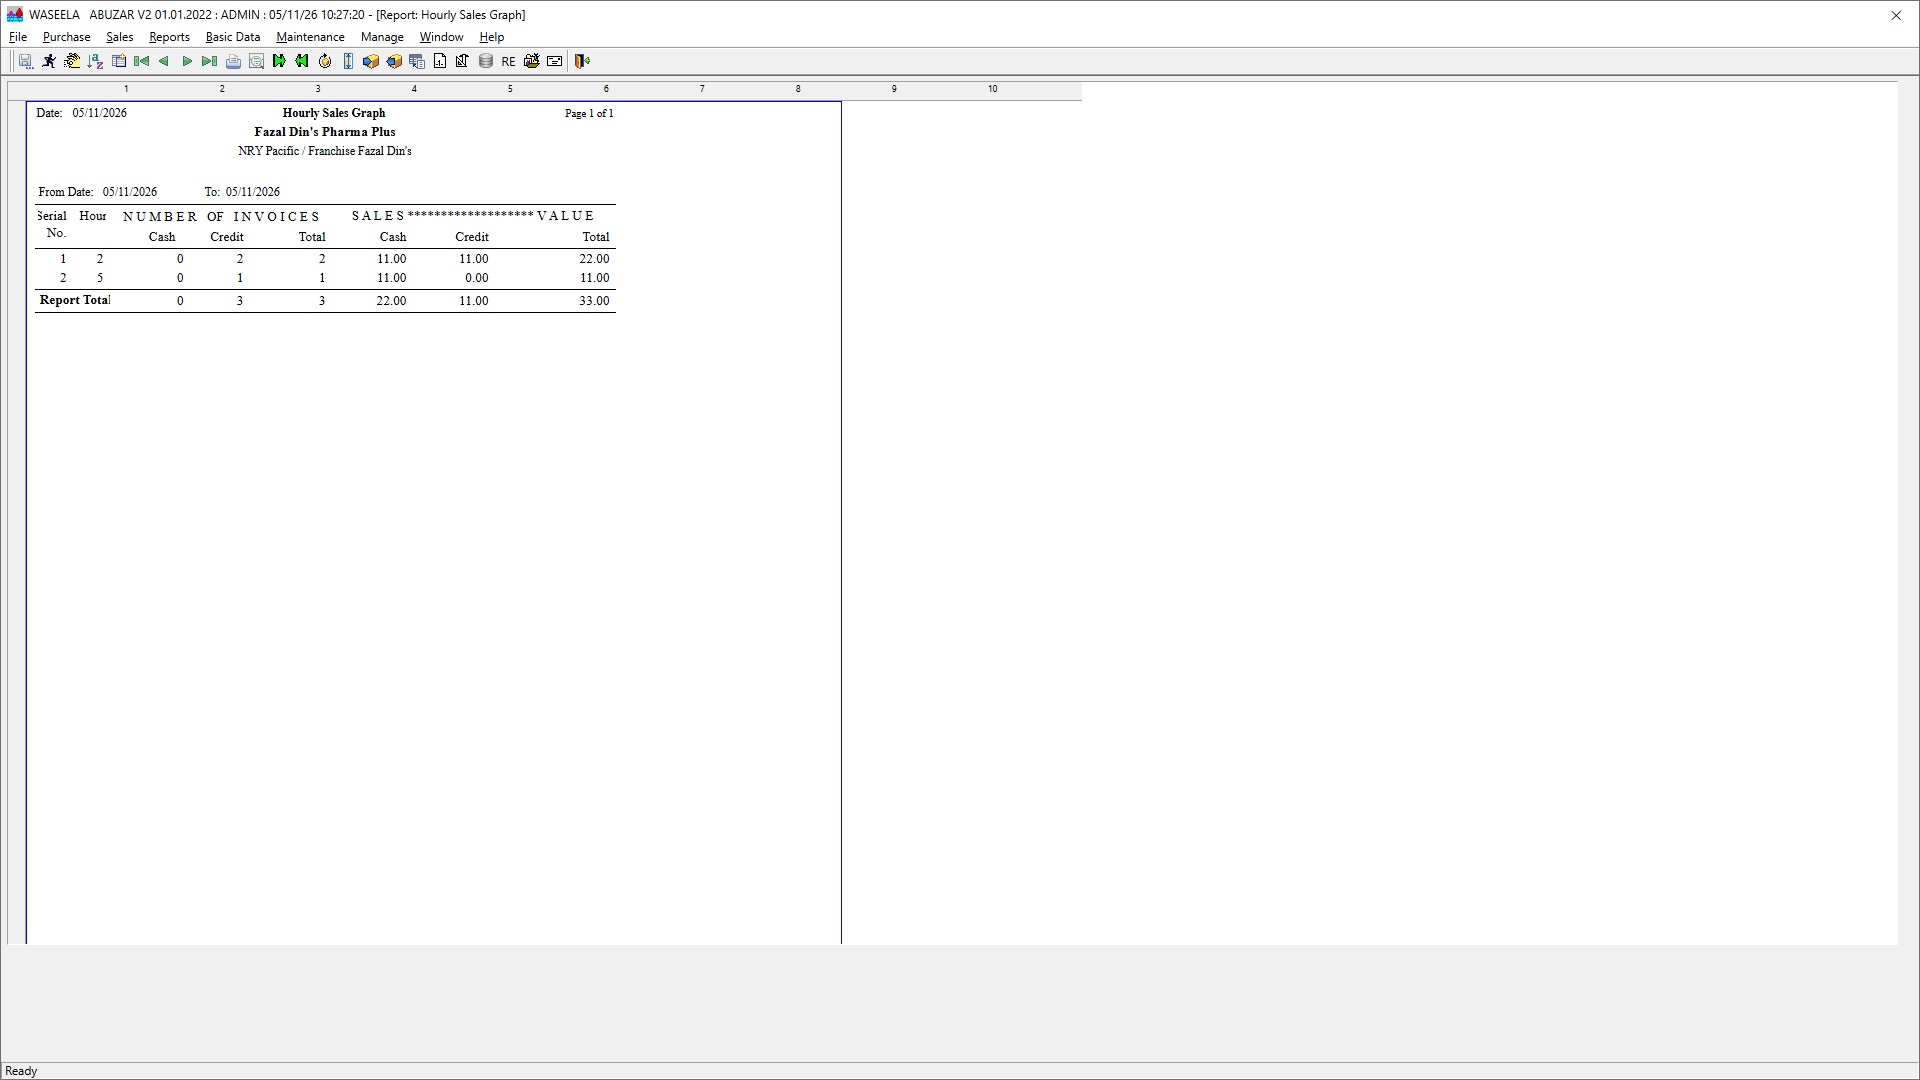 WASEELA   ABUZAR V2 01.01.2022 : ADMIN : 05/11/26 10:27:20 - [Report: Hourly Sales Graph]
File Purchase Sales Reports Basic Data Maintenance Manage Window Help
RE
1 2 3 4 5 6 7 8 9 10
Date: 05/11/2026 Hourly Sales Graph Page 1 of 1
Fazal Din's Pharma Plus
NRY Pacific / Franchise Fazal Din's
From Date: 05/11/2026 To: 05/11/2026
Serial Hour NUMBER OF INVOICES SALES*******************VALUE
No. Cash Credit Total Cash Credit Total
1 2 0 2 2 11.00 11.00 22.00
2 5 0 1 1 11.00 0.00 11.00
Report Total 0 3 3 22.00 11.00 33.00
Ready